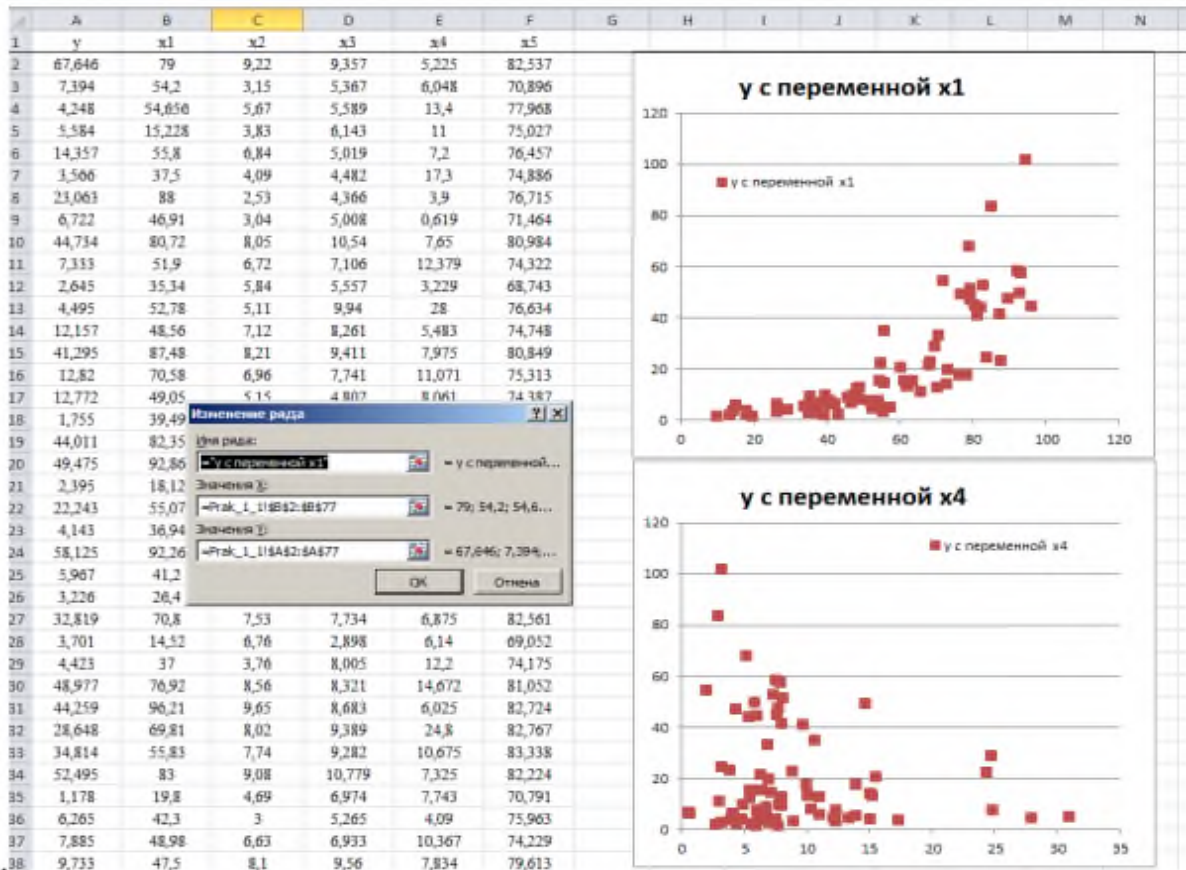 A B C D E F G H I J K L M N
1 y x1 x2 x3 x4 x5
2 67,646 79 9,22 9,357 5,225 82,537
3 7,394 54,2 3,15 5,367 6,048 70,896
4 4,248 54,656 5,67 5,589 13,4 77,968
5 5,584 15,228 3,83 6,143 11 75,027
6 14,357 55,8 6,84 5,019 7,2 76,457
7 3,566 37,5 4,09 4,482 17,3 74,886
8 23,063 88 2,53 4,366 3,9 76,715
9 6,722 46,91 3,04 5,008 0,619 71,464
10 44,734 80,72 8,05 10,54 7,65 80,984
11 7,333 51,9 6,72 7,106 12,379 74,322
12 2,645 35,34 5,84 5,557 3,229 68,743
13 4,495 52,78 5,11 9,94 28 76,634
14 12,157 48,56 7,12 8,261 5,483 74,748
15 41,295 87,48 8,21 9,411 7,975 80,849
16 12,82 70,58 6,96 7,741 11,071 75,313
17 12,772 49,05 5,15 4,807 8,061 74,387
18 1,755 39,49
19 44,011 82,35
20 49,475 92,86
21 2,395 18,12
22 22,243 55,07
23 4,143 36,94
24 58,125 92,26
25 5,967 41,2
26 3,226 26,4
27 32,819 70,8 7,53 7,734 6,875 82,561
28 3,701 14,52 6,76 2,898 6,14 69,052
29 4,423 37 3,76 8,005 12,2 74,175
30 48,977 76,92 8,56 8,321 14,672 81,052
31 44,259 96,21 9,65 8,683 6,025 82,724
32 28,648 69,81 8,02 9,389 24,8 82,767
33 34,814 55,83 7,74 9,282 10,675 83,338
34 52,495 83 9,08 10,779 7,325 82,224
35 1,178 19,8 4,69 6,974 7,743 70,791
36 6,265 42,3 3 5,265 4,09 75,963
37 7,885 48,98 6,63 6,933 10,367 74,229
38 9,733 47,5 8,1 9,56 7,834 79,613
Изменение ряда
Имя ряда:
="y с переменной x1" = y с переменной...
Значения X:
=Prak_1_1!$B$2:$B$77 = 79; 54,2; 54,6...
Значения Y:
=Prak_1_1!$A$2:$A$77 = 67,646; 7,394;...
OK Отмена
y с переменной x1
120
100
y с переменной x1
80
60
40
20
0
0 20 40 60 80 100 120
y с переменной x4
120
y с переменной x4
100
80
60
40
20
0
0 5 10 15 20 25 30 35